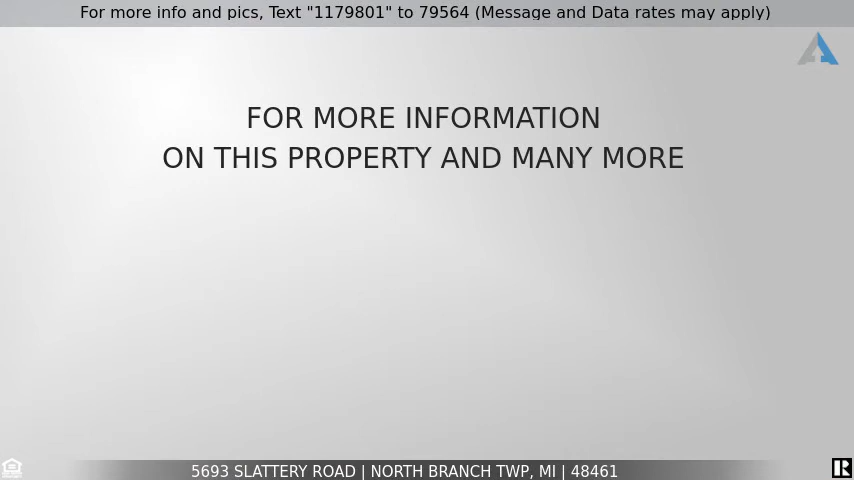 For more info and pics, Text "1179801" to 79564 (Message and Data rates may apply)
FOR MORE INFORMATION
ON THIS PROPERTY AND MANY MORE
5693 SLATTERY ROAD | NORTH BRANCH TWP, MI | 48461